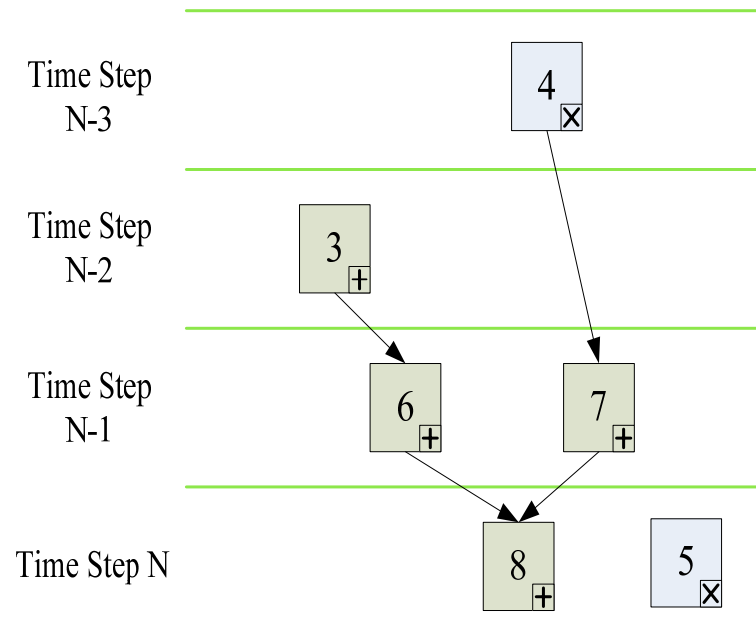 Time Step
N-3
4
×
Time Step
N-2
3
+
Time Step
N-1
6
+
7
+
Time Step N
8
+
5
×